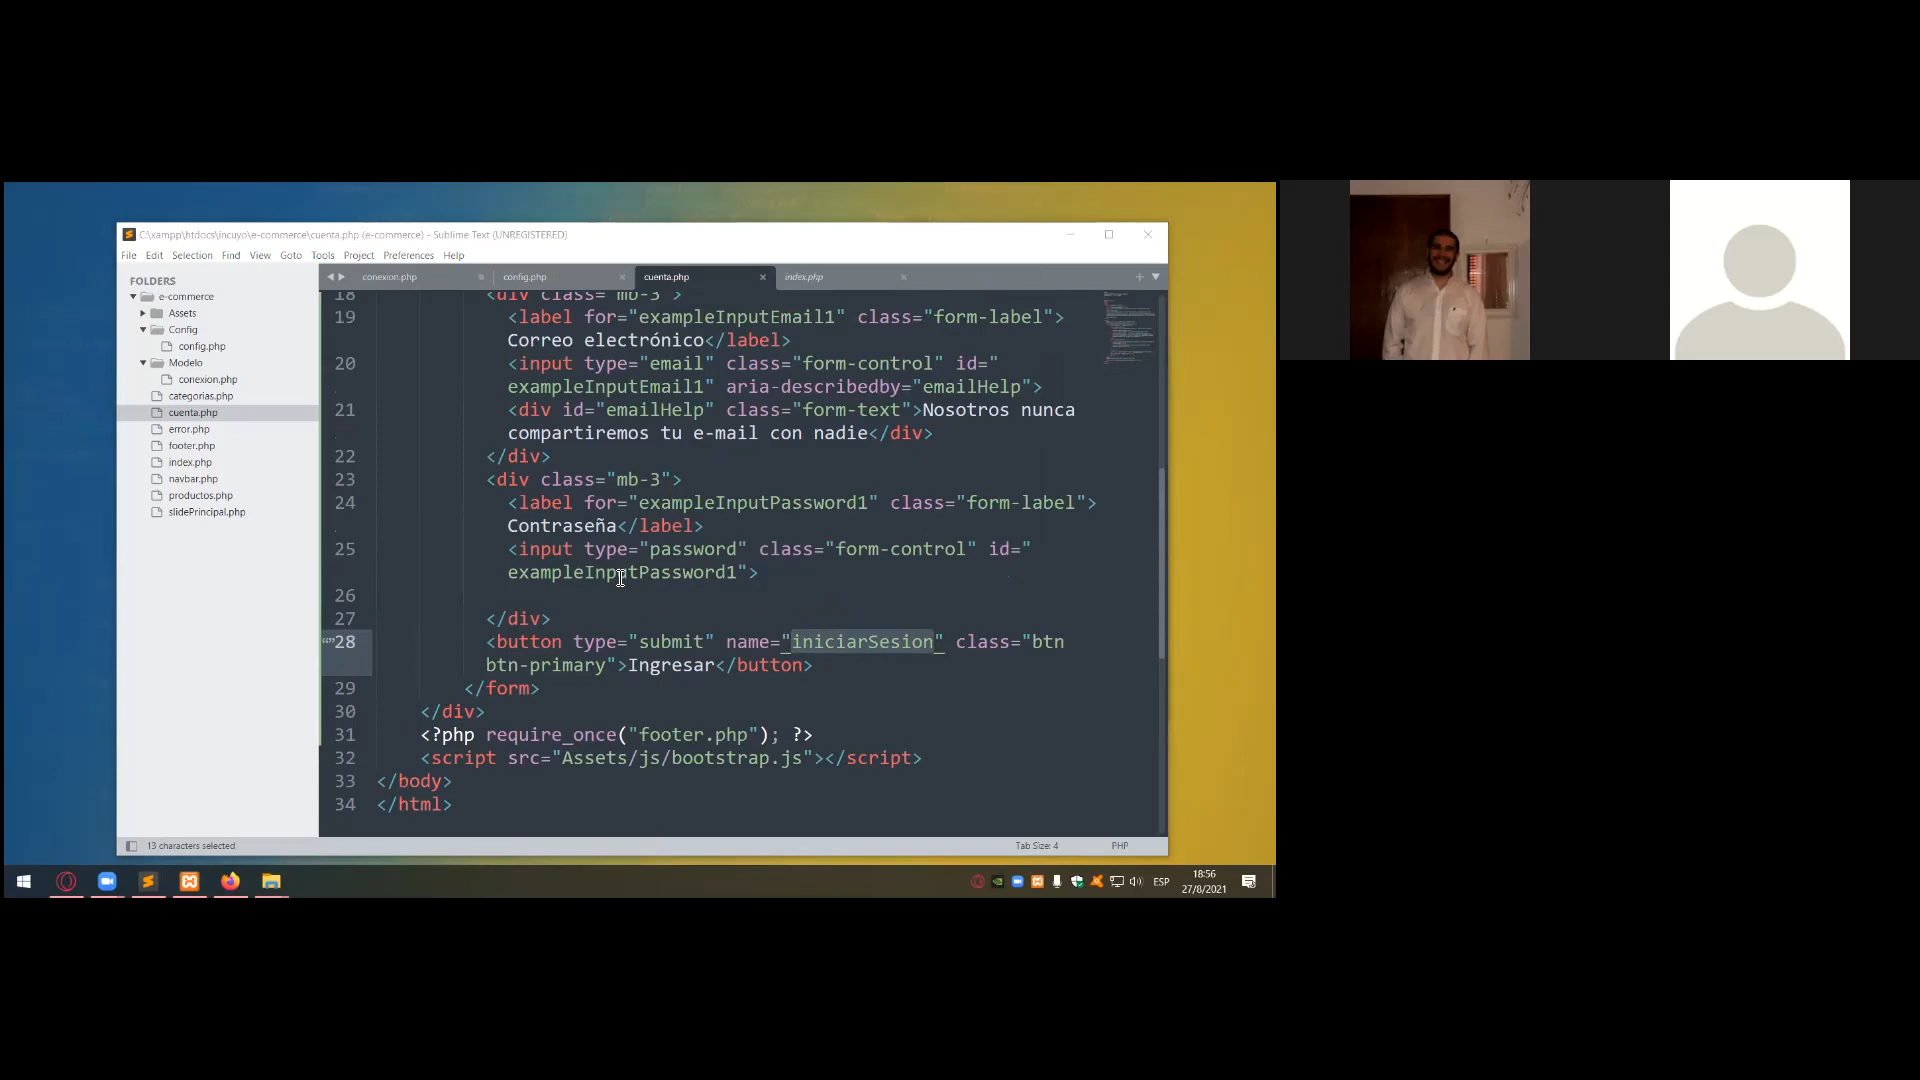 C:\xampp\htdocs\incuyo\e-commerce\cuenta.php (e-commerce) - Sublime Text (UNREGISTERED)
File Edit Selection Find View Goto Tools Project Preferences Help
FOLDERS
e-commerce
Assets
Config
config.php
Modelo
conexion.php
categorias.php
cuenta.php
error.php
footer.php
index.php
navbar.php
productos.php
slidePrincipal.php
conexion.php config.php cuenta.php index.php
18 <div class="mb-3">
19 <label for="exampleInputEmail1" class="form-label">
Correo electrónico</label>
20 <input type="email" class="form-control" id="
exampleInputEmail1" aria-describedby="emailHelp">
21 <div id="emailHelp" class="form-text">Nosotros nunca
compartiremos tu e-mail con nadie</div>
22 </div>
23 <div class="mb-3">
24 <label for="exampleInputPassword1" class="form-label">
Contraseña</label>
25 <input type="password" class="form-control" id="
exampleInputPassword1">
26
27 </div>
28 <button type="submit" name="iniciarSesion" class="btn
btn-primary">Ingresar</button>
29 </form>
30 </div>
31 <?php require_once("footer.php"); ?>
32 <script src="Assets/js/bootstrap.js"></script>
33 </body>
34 </html>
13 characters selected Tab Size: 4 PHP
ESP 18:56
27/8/2021